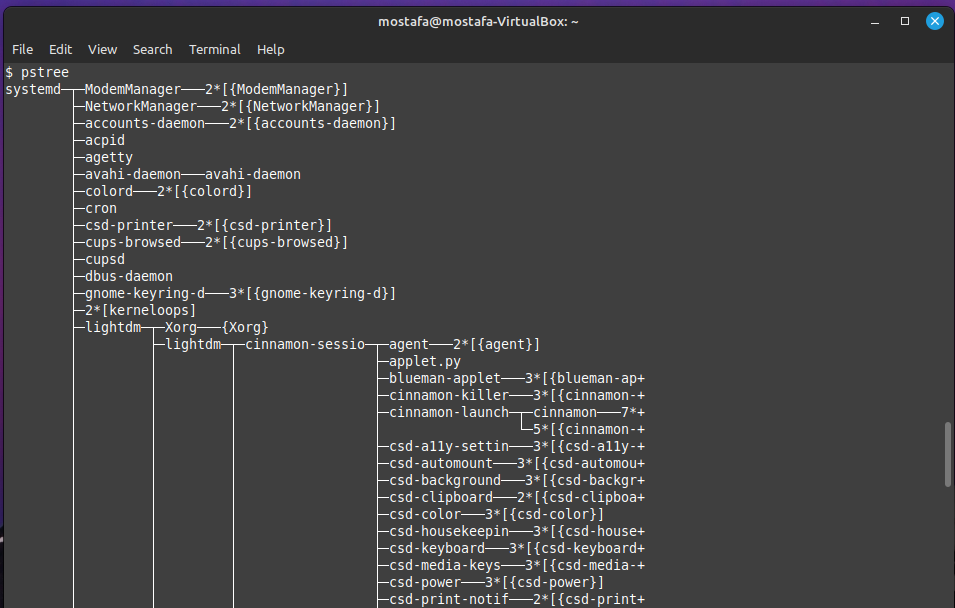 mostafa@mostafa-VirtualBox: ~
File Edit View Search Terminal Help
$ pstree
systemd─┬─ModemManager───2*[{ModemManager}]
        ├─NetworkManager───2*[{NetworkManager}]
        ├─accounts-daemon───2*[{accounts-daemon}]
        ├─acpid
        ├─agetty
        ├─avahi-daemon───avahi-daemon
        ├─colord───2*[{colord}]
        ├─cron
        ├─csd-printer───2*[{csd-printer}]
        ├─cups-browsed───2*[{cups-browsed}]
        ├─cupsd
        ├─dbus-daemon
        ├─gnome-keyring-d───3*[{gnome-keyring-d}]
        ├─2*[kerneloops]
        ├─lightdm─┬─Xorg───{Xorg}
        │         ├─lightdm─┬─cinnamon-sessio─┬─agent───2*[{agent}]
        │         │         │                 ├─applet.py
        │         │         │                 ├─blueman-applet───3*[{blueman-ap+
        │         │         │                 ├─cinnamon-killer───3*[{cinnamon-+
        │         │         │                 ├─cinnamon-launch─┬─cinnamon───7*+
        │         │         │                 │                 └─5*[{cinnamon-+
        │         │         │                 ├─csd-a11y-settin───3*[{csd-a11y-+
        │         │         │                 ├─csd-automount───3*[{csd-automou+
        │         │         │                 ├─csd-background───3*[{csd-backgr+
        │         │         │                 ├─csd-clipboard───2*[{csd-clipboa+
        │         │         │                 ├─csd-color───3*[{csd-color}]
        │         │         │                 ├─csd-housekeepin───3*[{csd-house+
        │         │         │                 ├─csd-keyboard───3*[{csd-keyboard+
        │         │         │                 ├─csd-media-keys───3*[{csd-media-+
        │         │         │                 ├─csd-power───3*[{csd-power}]
        │         │         │                 ├─csd-print-notif───2*[{csd-print+